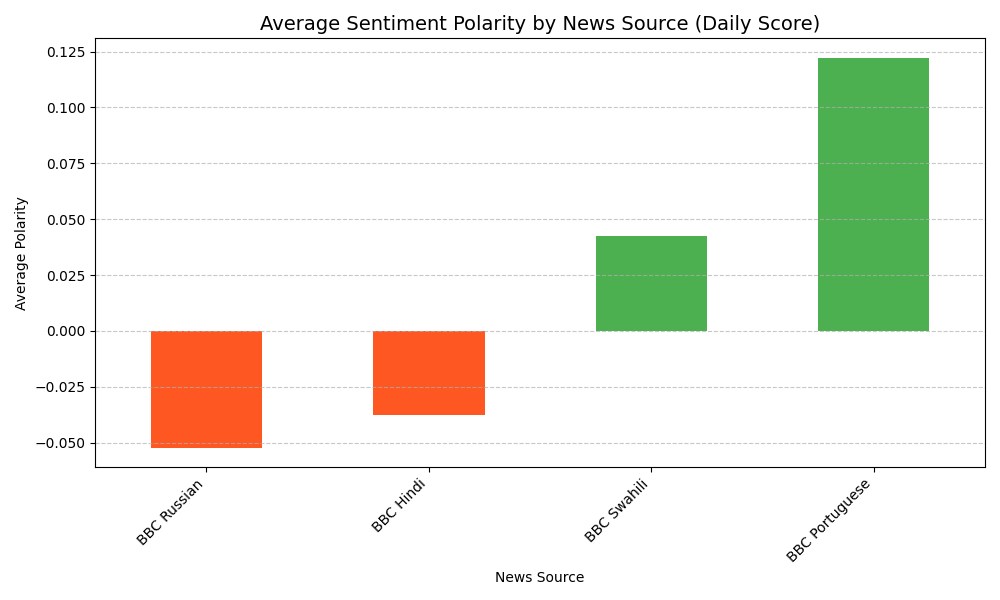 Average Sentiment Polarity by News Source (Daily Score)
Average Polarity
0.125
0.100
0.075
0.050
0.025
0.000
−0.025
−0.050
BBC Russian
BBC Hindi
BBC Swahili
BBC Portuguese
News Source